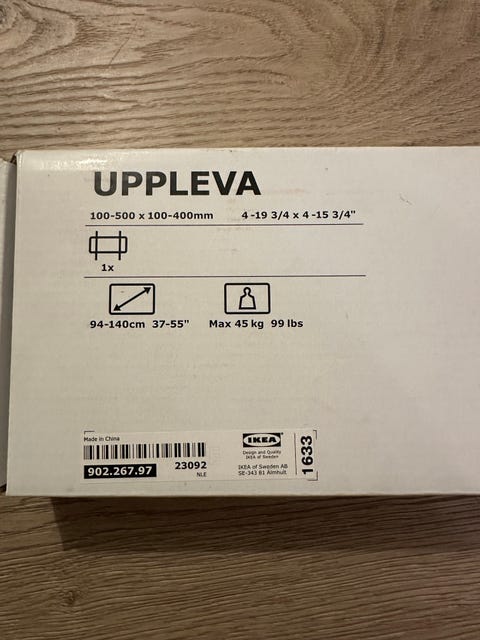 UPPLEVA
100-500 x 100-400mm 4-19 3/4 x 4-15 3/4"
1x
94-140cm 37-55" Max 45 kg 99 lbs
Made in China
902.267.97
23092
NLE
IKEA
Design and Quality
IKEA of Sweden
IKEA of Sweden AB
SE-343 81 Älmhult
1633